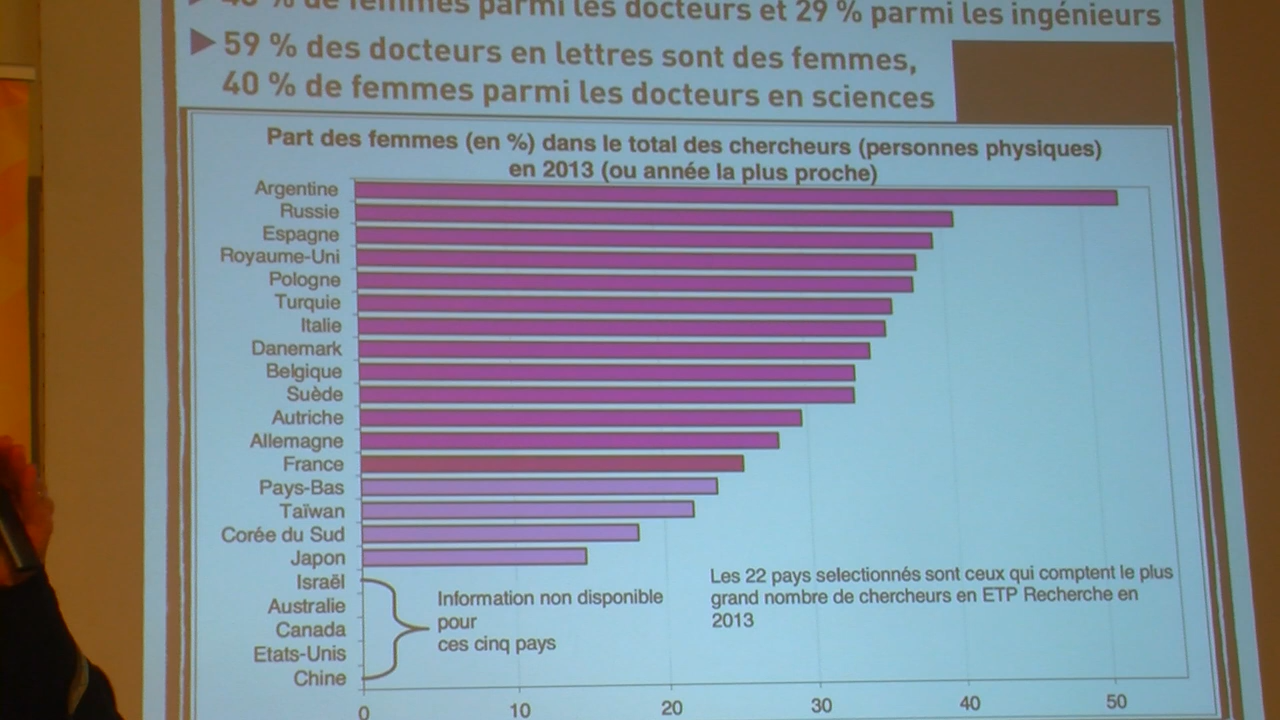 % de femmes parmi les docteurs et 29 % parmi les ingénieurs
59 % des docteurs en lettres sont des femmes,
40 % de femmes parmi les docteurs en sciences
Part des femmes (en %) dans le total des chercheurs (personnes physiques)
en 2013 (ou année la plus proche)
Argentine
Russie
Espagne
Royaume-Uni
Pologne
Turquie
Italie
Danemark
Belgique
Suède
Autriche
Allemagne
France
Pays-Bas
Taïwan
Corée du Sud
Japon
Israël
Australie
Canada
Etats-Unis
Chine
Information non disponible
pour
ces cinq pays
Les 22 pays selectionnés sont ceux qui comptent le plus
grand nombre de chercheurs en ETP Recherche en
2013
0 10 20 30 40 50